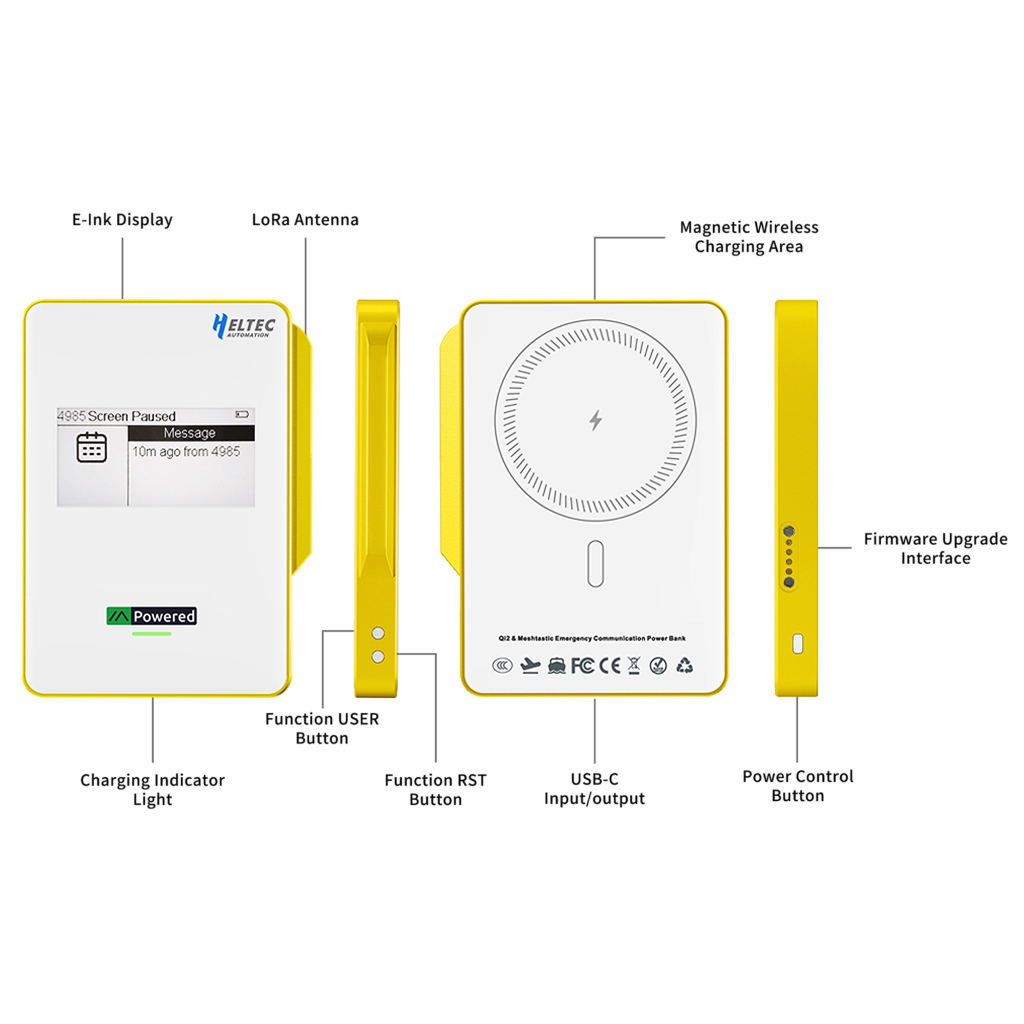 E-Ink Display
LoRa Antenna
Magnetic Wireless
Charging Area
HELTEC
AUTOMATION
4985 Screen Paused
Message
10m ago from 4985
Firmware Upgrade
Interface
Powered
Qi2 & Meshtastic Emergency Communication Power Bank
CCC FC CE
Function USER
Button
Charging Indicator
Light
Function RST
Button
USB-C
Input/output
Power Control
Button